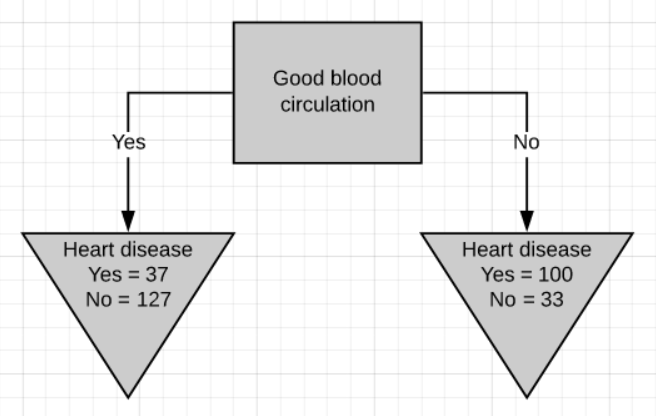 Good blood
circulation
Yes
No
Heart disease
Yes = 37
No = 127
Heart disease
Yes = 100
No = 33